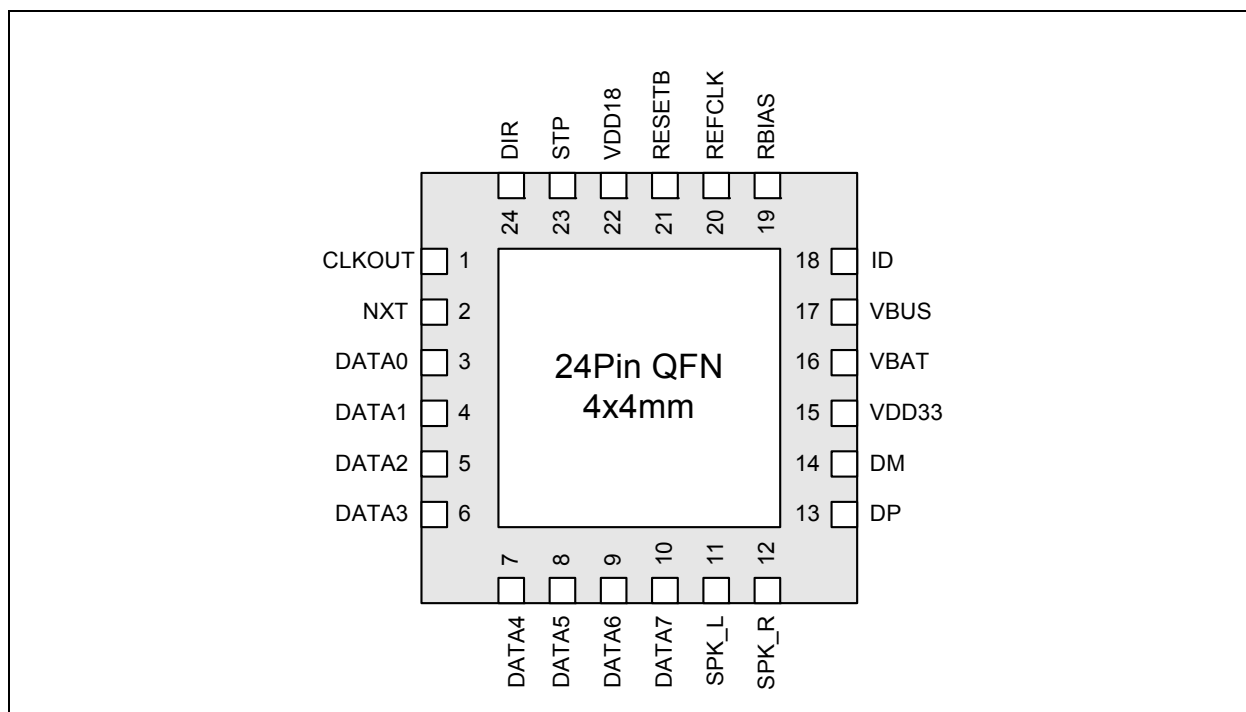 DIR STP VDD18 RESETB REFCLK RBIAS
24 23 22 21 20 19
CLKOUT 1 18 ID
NXT 2 17 VBUS
DATA0 3 16 VBAT
24Pin QFN
4x4mm
DATA1 4 15 VDD33
DATA2 5 14 DM
DATA3 6 13 DP
7 8 9 10 11 12
DATA4 DATA5 DATA6 DATA7 SPK_L SPK_R